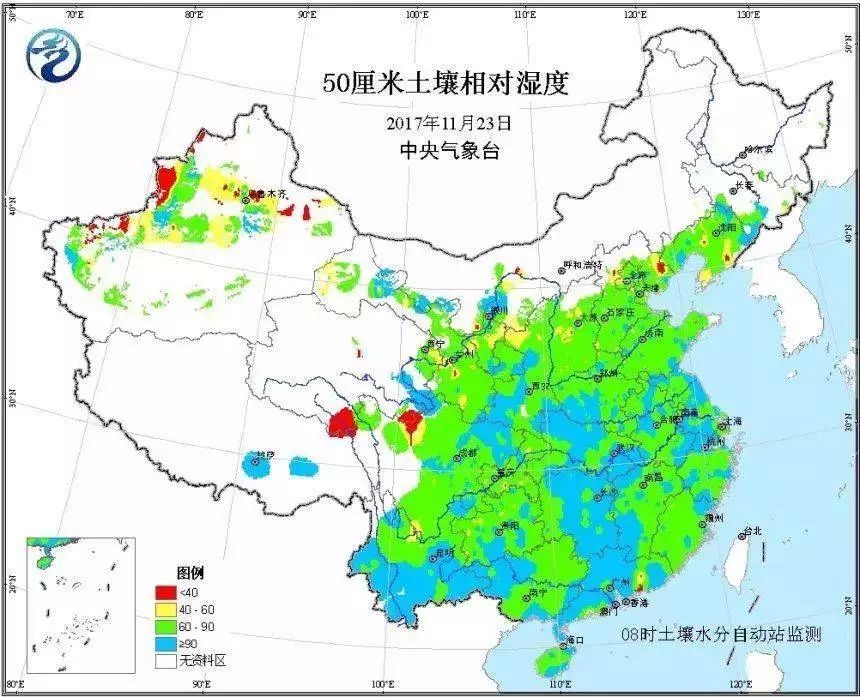 70°E 80°E 90°E 100°E 110°E 120°E 130°E
50°N
50°N
50厘米土壤相对湿度
2017年11月23日
中央气象台
哈尔滨
长春
乌鲁木齐
沈阳
40°N
40°N
呼和浩特
北京
天津
银川
石家庄
太原
西宁
济南
兰州
郑州
西安
30°N
30°N
南京
合肥
上海
拉萨
成都
武汉
杭州
重庆
南昌
长沙
贵阳
福州
台北
昆明
图例
<40
40 - 60
60 - 90
≥90
无资料区
20°N
20°N
广州
南宁
香港
澳门
海口
08时土壤水分自动站监测
80°E 90°E 100°E 110°E 120°E